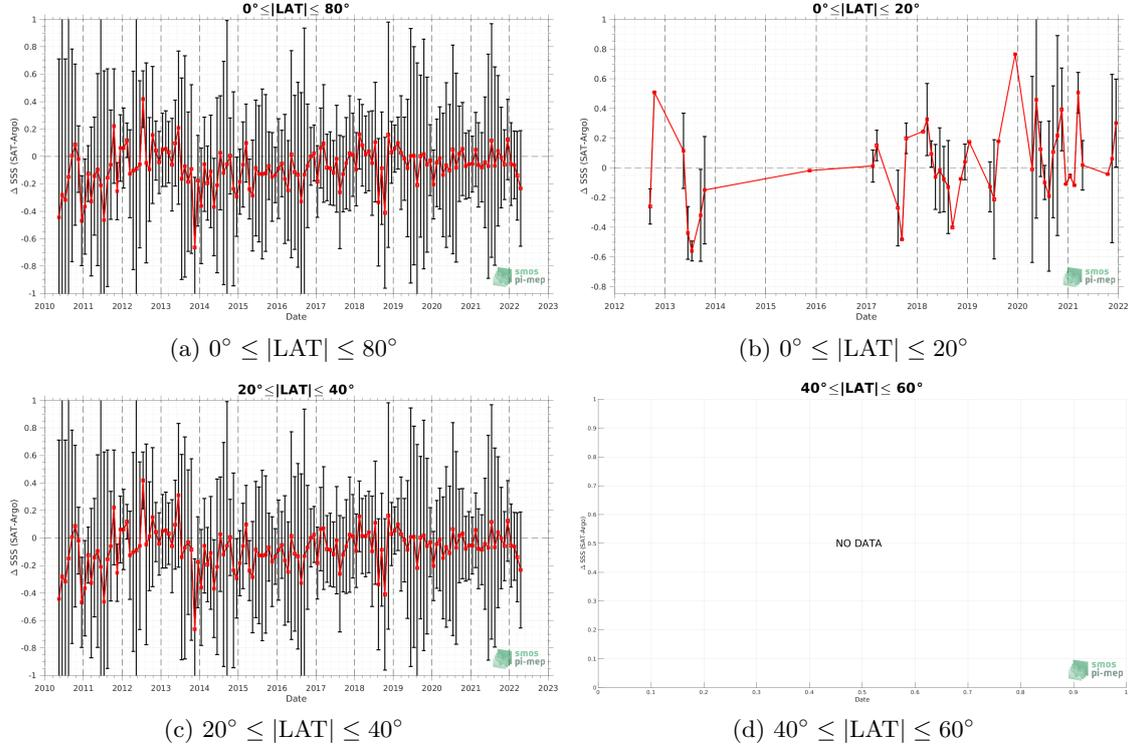 0°≤|LAT|≤ 80°
1
0.8
0.6
0.4
0.2
0
-0.2
-0.4
-0.6
-0.8
-1
Δ SSS (SAT-Argo)
2010 2011 2012 2013 2014 2015 2016 2017 2018 2019 2020 2021 2022 2023
Date
smos
pi-mep
(a) 0° ≤ |LAT| ≤ 80°
0°≤|LAT|≤ 20°
1
0.8
0.6
0.4
0.2
0
-0.2
-0.4
-0.6
-0.8
Δ SSS (SAT-Argo)
2012 2013 2014 2015 2016 2017 2018 2019 2020 2021 2022
Date
smos
pi-mep
(b) 0° ≤ |LAT| ≤ 20°
20°≤|LAT|≤ 40°
1
0.8
0.6
0.4
0.2
0
-0.2
-0.4
-0.6
-0.8
-1
Δ SSS (SAT-Argo)
2010 2011 2012 2013 2014 2015 2016 2017 2018 2019 2020 2021 2022 2023
Date
smos
pi-mep
(c) 20° ≤ |LAT| ≤ 40°
40°≤|LAT|≤ 60°
1
0.9
0.8
0.7
0.6
0.5
0.4
0.3
0.2
0.1
0
Δ SSS (SAT-Argo)
NO DATA
0 0.1 0.2 0.3 0.4 0.5 0.6 0.7 0.8 0.9 1
Date
smos
pi-mep
(d) 40° ≤ |LAT| ≤ 60°